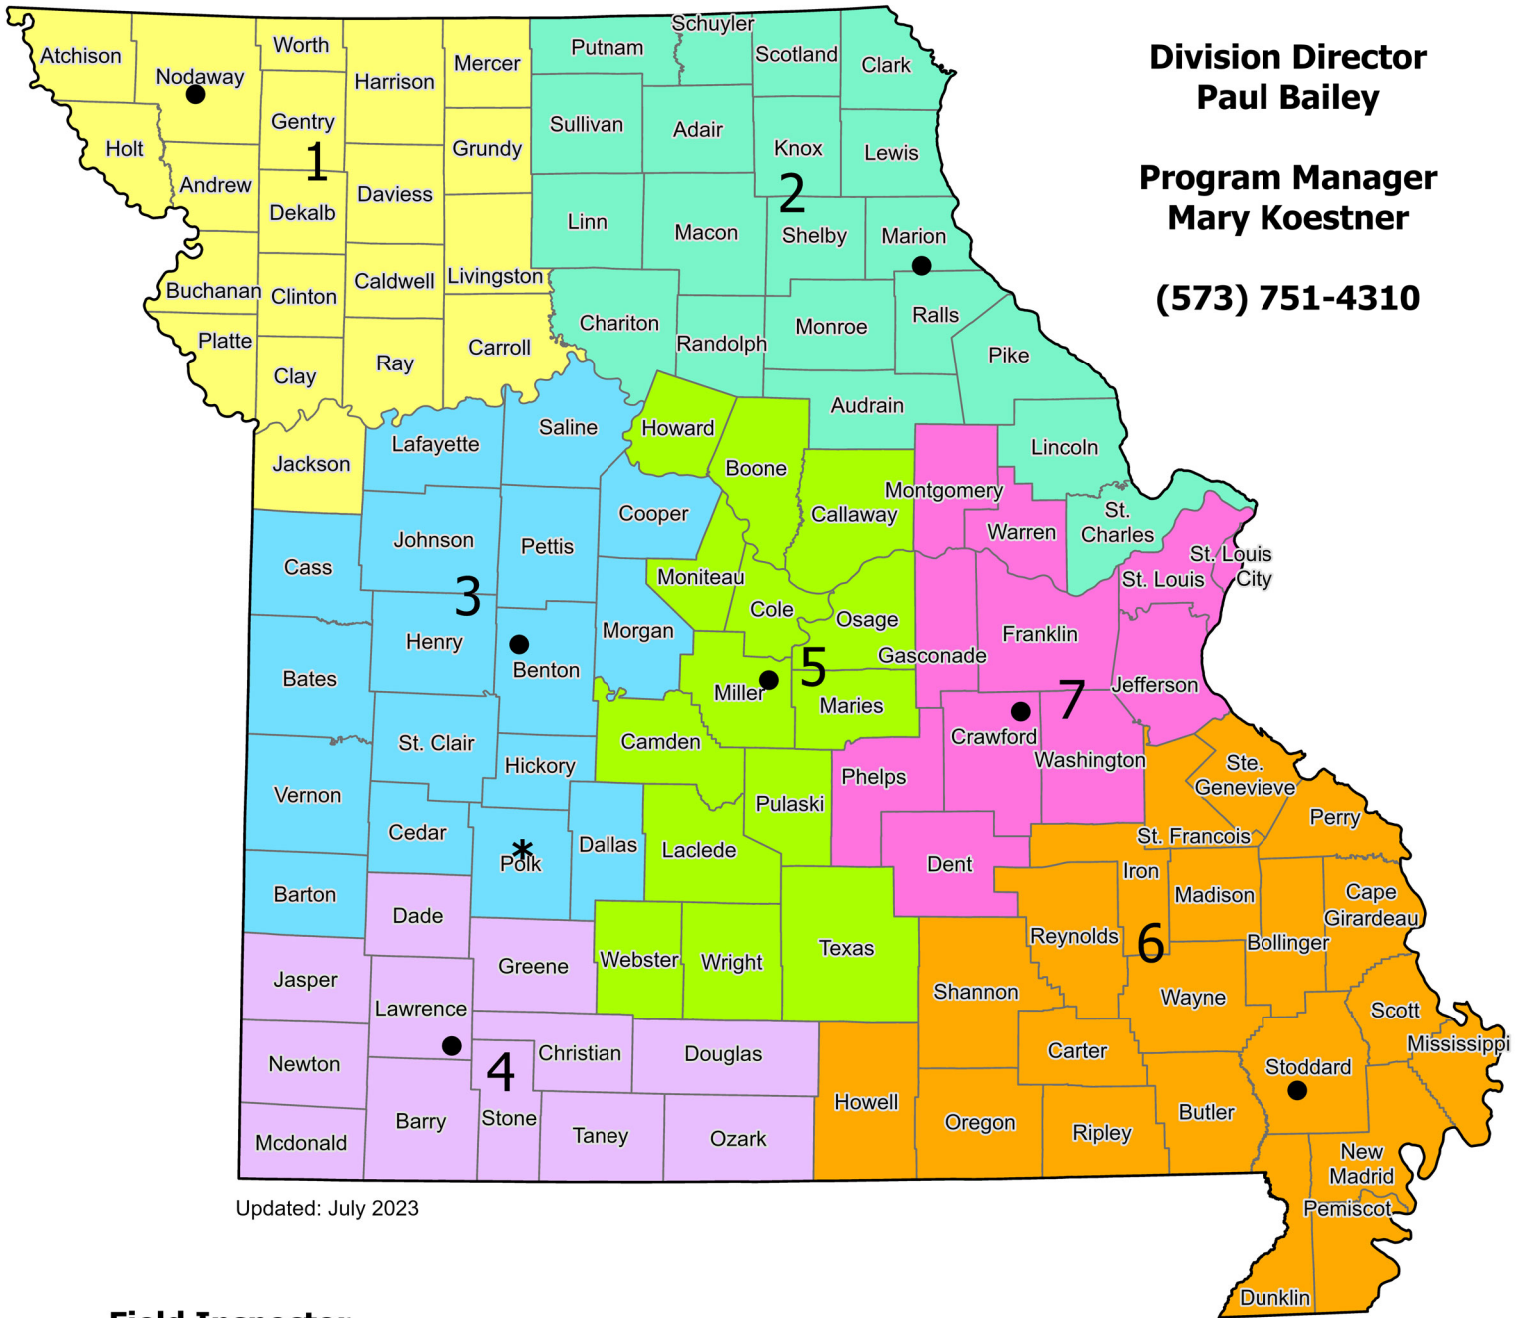 Division Director
Paul Bailey
Program Manager
Mary Koestner
(573) 751-4310
Atchison
Nodaway
Worth
Harrison
Mercer
Putnam
Schuyler
Scotland
Clark
Holt
Gentry
Grundy
Sullivan
Adair
Knox
Lewis
1
Andrew
Dekalb
Daviess
2
Linn
Macon
Shelby
Marion
Buchanan
Clinton
Caldwell
Livingston
Chariton
Randolph
Monroe
Ralls
Platte
Clay
Ray
Carroll
Pike
Audrain
Jackson
Lafayette
Saline
Howard
Boone
Callaway
Montgomery
Lincoln
Warren
St.
Charles
St. Louis
City
St. Louis
Cass
Johnson
Pettis
Cooper
Moniteau
Cole
Osage
3
Bates
Henry
Benton
Morgan
Miller
5
Gasconade
Maries
Franklin
Jefferson
7
Crawford
Washington
Vernon
St. Clair
Hickory
Camden
Pulaski
Phelps
Ste.
Genevieve
Perry
St. Francois
Cedar
*
Polk
Dallas
Laclede
Dent
Iron
Madison
Cape
Girardeau
Barton
Dade
Greene
Webster
Wright
Texas
Reynolds
6
Bollinger
Jasper
Lawrence
Shannon
Wayne
Scott
Mississippi
Newton
4
Christian
Douglas
Carter
Stoddard
Mcdonald
Barry
Stone
Taney
Ozark
Howell
Oregon
Ripley
Butler
New
Madrid
Pemiscot
Dunklin
Updated: July 2023
Field Inspector